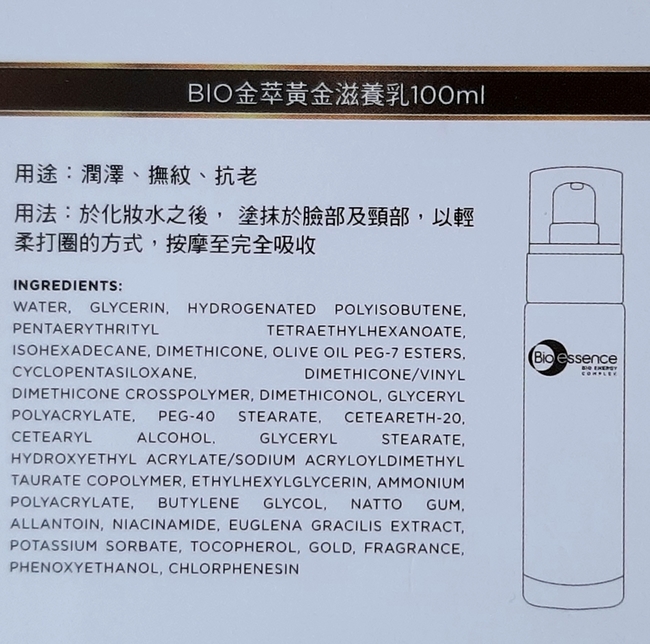 BIO金萃黃金滋養乳100ml
用途：潤澤、撫紋、抗老
用法：於化妝水之後， 塗抹於臉部及頸部，以輕
柔打圈的方式，按摩至完全吸收
INGREDIENTS:
WATER, GLYCERIN, HYDROGENATED POLYISOBUTENE,
PENTAERYTHRITYL TETRAETHYLHEXANOATE,
ISOHEXADECANE, DIMETHICONE, OLIVE OIL PEG-7 ESTERS,
CYCLOPENTASILOXANE, DIMETHICONE/VINYL
DIMETHICONE CROSSPOLYMER, DIMETHICONOL, GLYCERYL
POLYACRYLATE, PEG-40 STEARATE, CETEARETH-20,
CETEARYL ALCOHOL, GLYCERYL STEARATE,
HYDROXYETHYL ACRYLATE/SODIUM ACRYLOYLDIMETHYL
TAURATE COPOLYMER, ETHYLHEXYLGLYCERIN, AMMONIUM
POLYACRYLATE, BUTYLENE GLYCOL, NATTO GUM,
ALLANTOIN, NIACINAMIDE, EUGLENA GRACILIS EXTRACT,
POTASSIUM SORBATE, TOCOPHEROL, GOLD, FRAGRANCE,
PHENOXYETHANOL, CHLORPHENESIN
Bio essence
BIO ENERGY
COMPLEX